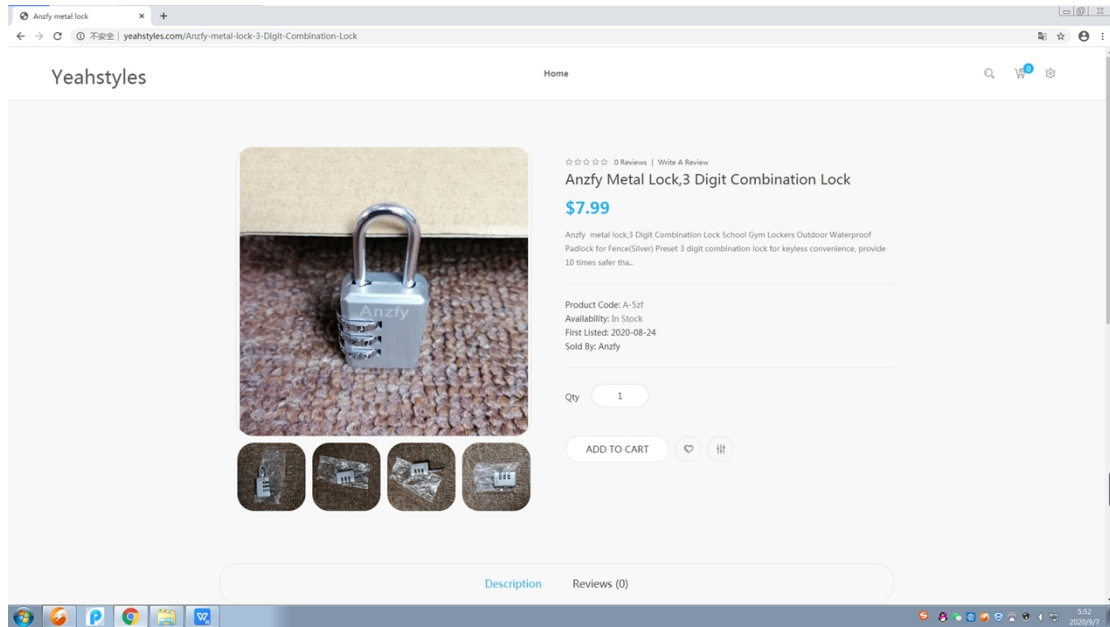 Anzfy metal lock
不安全 | yeahstyles.com/Anzfy-metal-lock-3-Digit-Combination-Lock
Yeahstyles
Home
0
0 Reviews | Write A Review
Anzfy Metal Lock,3 Digit Combination Lock
$7.99
Anzfy metal lock,3 Digit Combination Lock School Gym Lockers Outdoor Waterproof
Padlock for Fence(Silver) Preset 3 digit combination lock for keyless convenience, provide
10 times safer tha..
Anzfy
Product Code: A-5zf
Availability: In Stock
First Listed: 2020-08-24
Sold By: Anzfy
Qty 1
ADD TO CART
Description Reviews (0)
5:52
2020/9/7